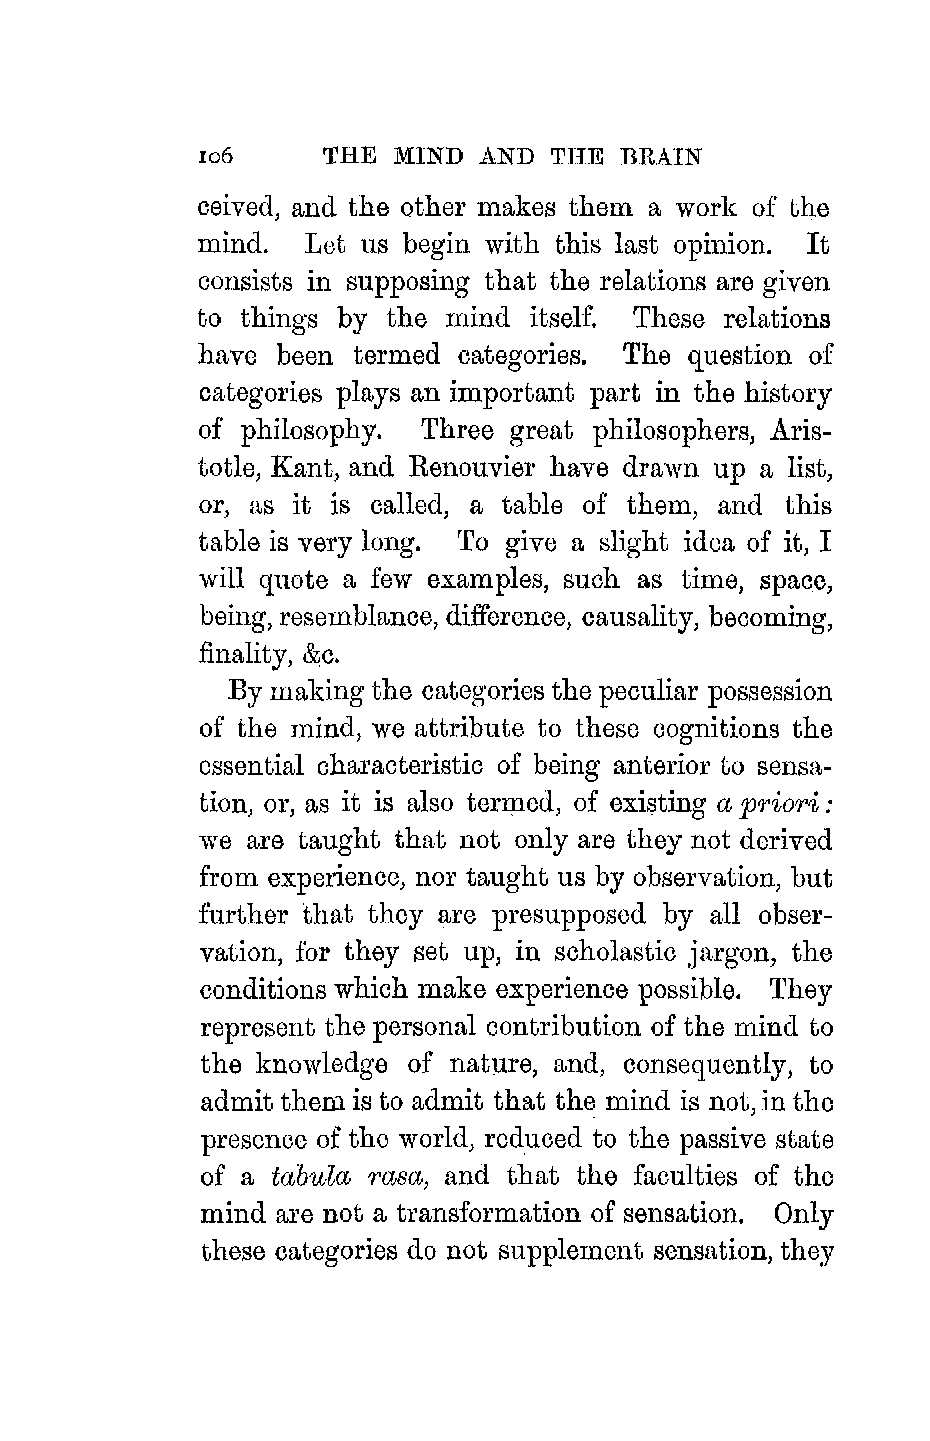 106 THE MIND AND THE BRAIN
ceived, and the other makes them a work of the
mind. Let us begin with this last opinion. It
consists in supposing that the relations are given
to things by the mind itself. These relations
have been termed categories. The question of
categories plays an important part in the history
of philosophy. Three great philosophers, Aris-
totle, Kant, and Renouvier have drawn up a list,
or, as it is called, a table of them, and this
table is very long. To give a slight idea of it, I
will quote a few examples, such as time, space,
being, resemblance, difference, causality, becoming,
finality, &c.
By making the categories the peculiar possession
of the mind, we attribute to these cognitions the
essential characteristic of being anterior to sensa-
tion, or, as it is also termed, of existing a priori:
we are taught that not only are they not derived
from experience, nor taught us by observation, but
further that they are presupposed by all obser-
vation, for they set up, in scholastic jargon, the
conditions which make experience possible. They
represent the personal contribution of the mind to
the knowledge of nature, and, consequently, to
admit them is to admit that the mind is not, in the
presence of the world, reduced to the passive state
of a tabula rasa, and that the faculties of the
mind are not a transformation of sensation. Only
these categories do not supplement sensation, they